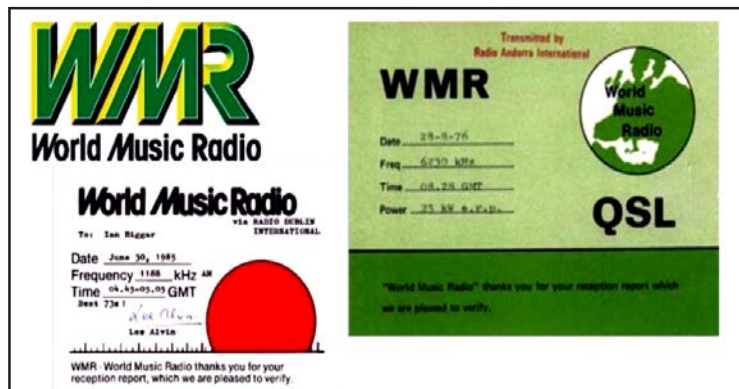 WMR
World Music Radio
World Music Radio
via RADIO DUBLIN
INTERNATIONAL
To: Ian Biggar
Date June 30, 1985
Frequency 1188 kHz AM
Time 04.45-05.05 GMT
Best 73s!
Lee Alvin
Lee Alvin
WMR - World Music Radio thanks you for your
reception report, which we are pleased to verify.
Transmitted by
Radio Andorra International
WMR
World
Music
Radio
Date 28-8-76
Freq 6230 kHz
Time 08.28 GMT
Power 25 kW e.r.p.
QSL
"World Music Radio" thanks you for your reception report which
we are pleased to verify.